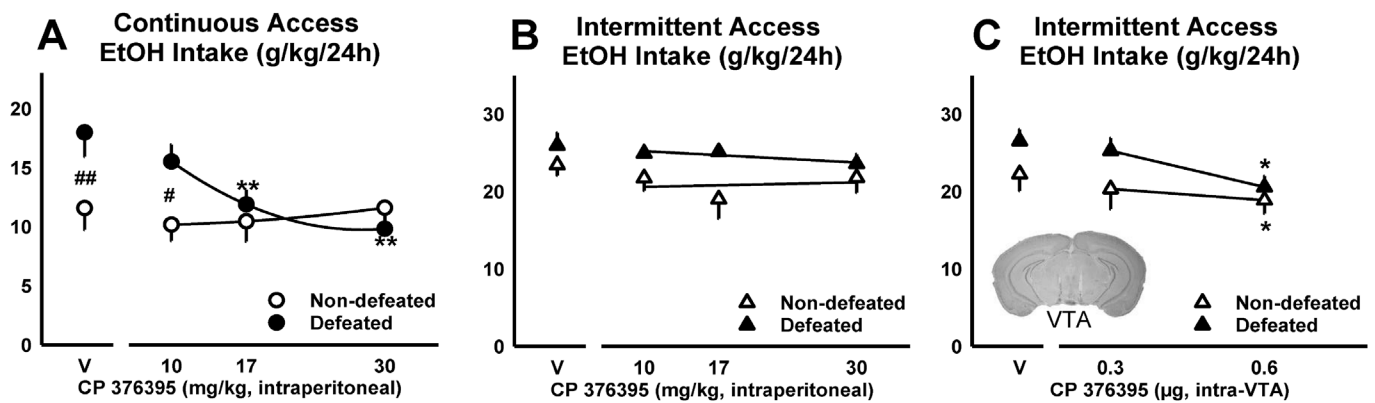 A
Continuous Access
EtOH Intake (g/kg/24h)
20
15
10
5
0
##
#
**
**
Non-defeated
Defeated
V 10 17 30
CP 376395 (mg/kg, intraperitoneal)
B
Intermittent Access
EtOH Intake (g/kg/24h)
30
20
10
0
Non-defeated
Defeated
V 10 17 30
CP 376395 (mg/kg, intraperitoneal)
C
Intermittent Access
EtOH Intake (g/kg/24h)
30
20
10
0
*
*
VTA
Non-defeated
Defeated
V 0.3 0.6
CP 376395 (μg, intra-VTA)